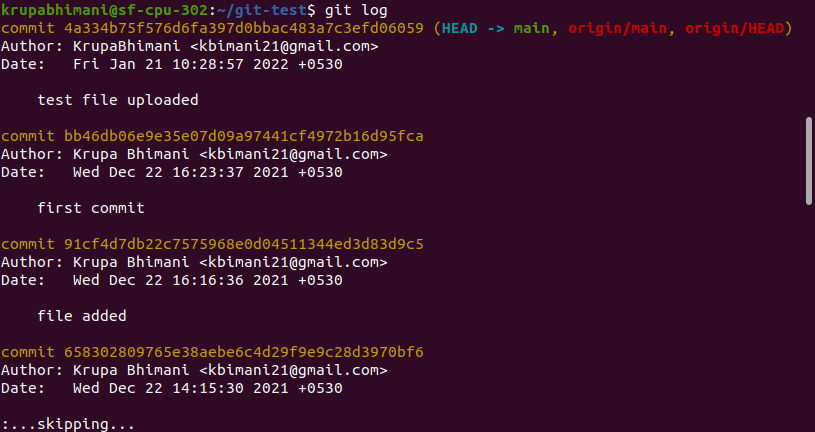 krupabhimani@sf-cpu-302:~/git-test$ git log
commit 4a334b75f576d6fa397d0bbac483a7c3efd06059 (HEAD -> main, origin/main, origin/HEAD)
Author: KrupaBhimani <kbimani21@gmail.com>
Date:   Fri Jan 21 10:28:57 2022 +0530
    test file uploaded
commit bb46db06e9e35e07d09a97441cf4972b16d95fca
Author: Krupa Bhimani <kbimani21@gmail.com>
Date:   Wed Dec 22 16:23:37 2021 +0530
    first commit
commit 91cf4d7db22c7575968e0d04511344ed3d83d9c5
Author: Krupa Bhimani <kbimani21@gmail.com>
Date:   Wed Dec 22 16:16:36 2021 +0530
    file added
commit 658302809765e38aebe6c4d29f9e9c28d3970bf6
Author: Krupa Bhimani <kbimani21@gmail.com>
Date:   Wed Dec 22 14:15:30 2021 +0530
:...skipping...